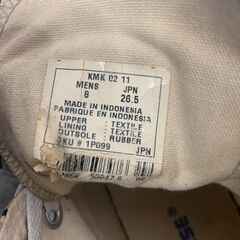 KMK 02 11
MENS JPN
8 26.5
MADE IN INDONESIA
FABRIQUE EN INDONESIE
UPPER : TEXTILE
LINING : TEXTILE
OUTSOLE : RUBBER
SKU # 1P099 JPN